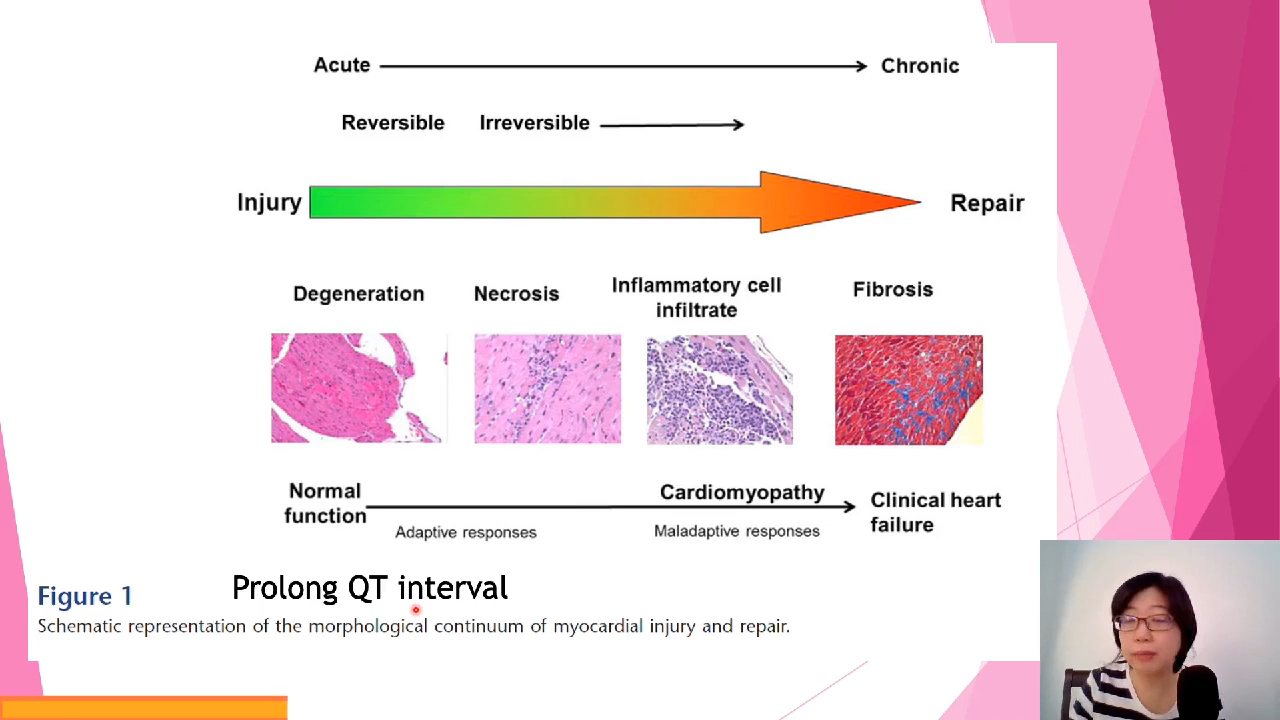 Acute
Chronic
Reversible
Irreversible
Injury
Repair
Degeneration
Necrosis
Inflammatory cell
infiltrate
Fibrosis
Normal
function
Adaptive responses
Cardiomyopathy
Maladaptive responses
Clinical heart
failure
Figure 1
Prolong QT interval
Schematic representation of the morphological continuum of myocardial injury and repair.